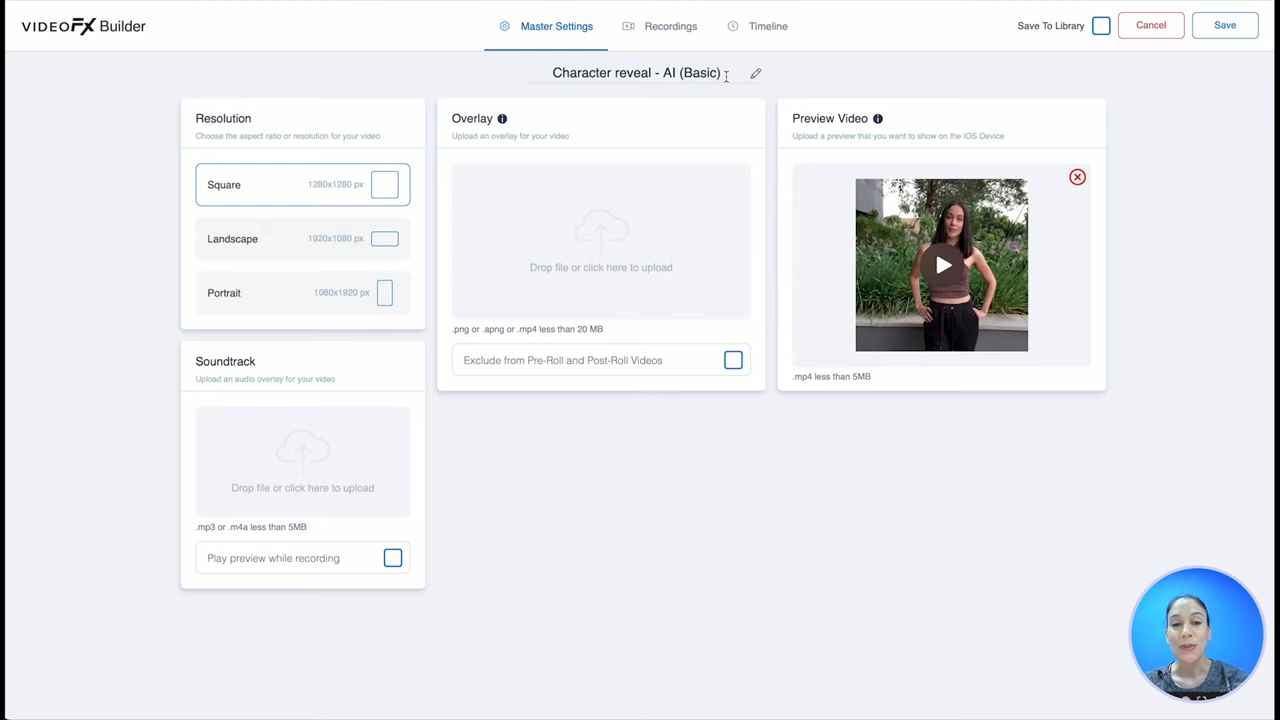 VIDEOFX Builder
Master Settings
Recordings
Timeline
Save To Library
Cancel
Save
Character reveal - AI (Basic)
Resolution
Choose the aspect ratio or resolution for your video
Square 1280x1280 px
Landscape 1920x1080 px
Portrait 1080x1920 px
Soundtrack
Upload an audio overlay for your video
Drop file or click here to upload
.mp3 or .m4a less than 5MB
Play preview while recording
Overlay
Upload an overlay for your video
Drop file or click here to upload
.png or .apng or .mp4 less than 20 MB
Exclude from Pre-Roll and Post-Roll Videos
Preview Video
Upload a preview that you want to show on the iOS Device
.mp4 less than 5MB